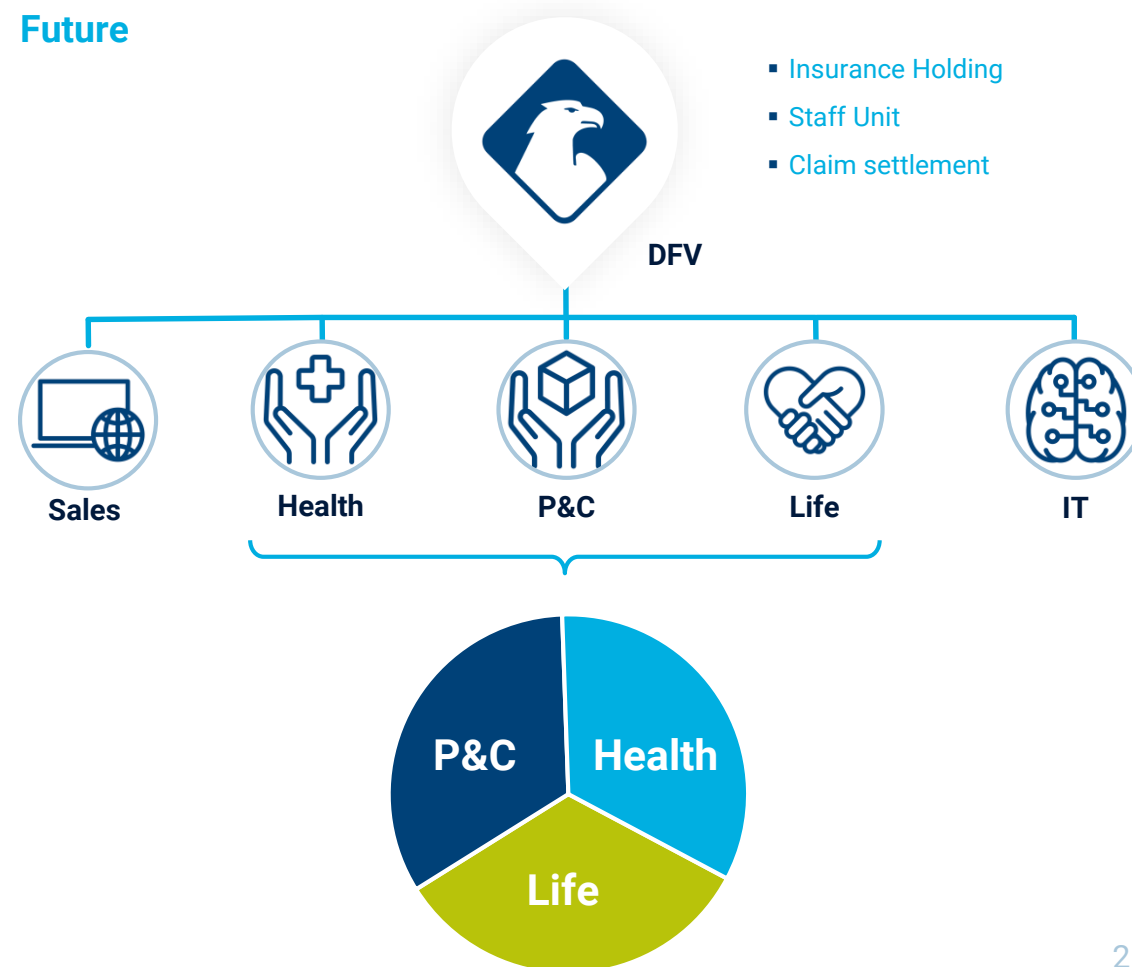 Future
▪ Insurance Holding
▪ Staff Unit
▪ Claim settlement
DFV
Sales
Health
P&C
Life
IT
P&C
Health
Life
2